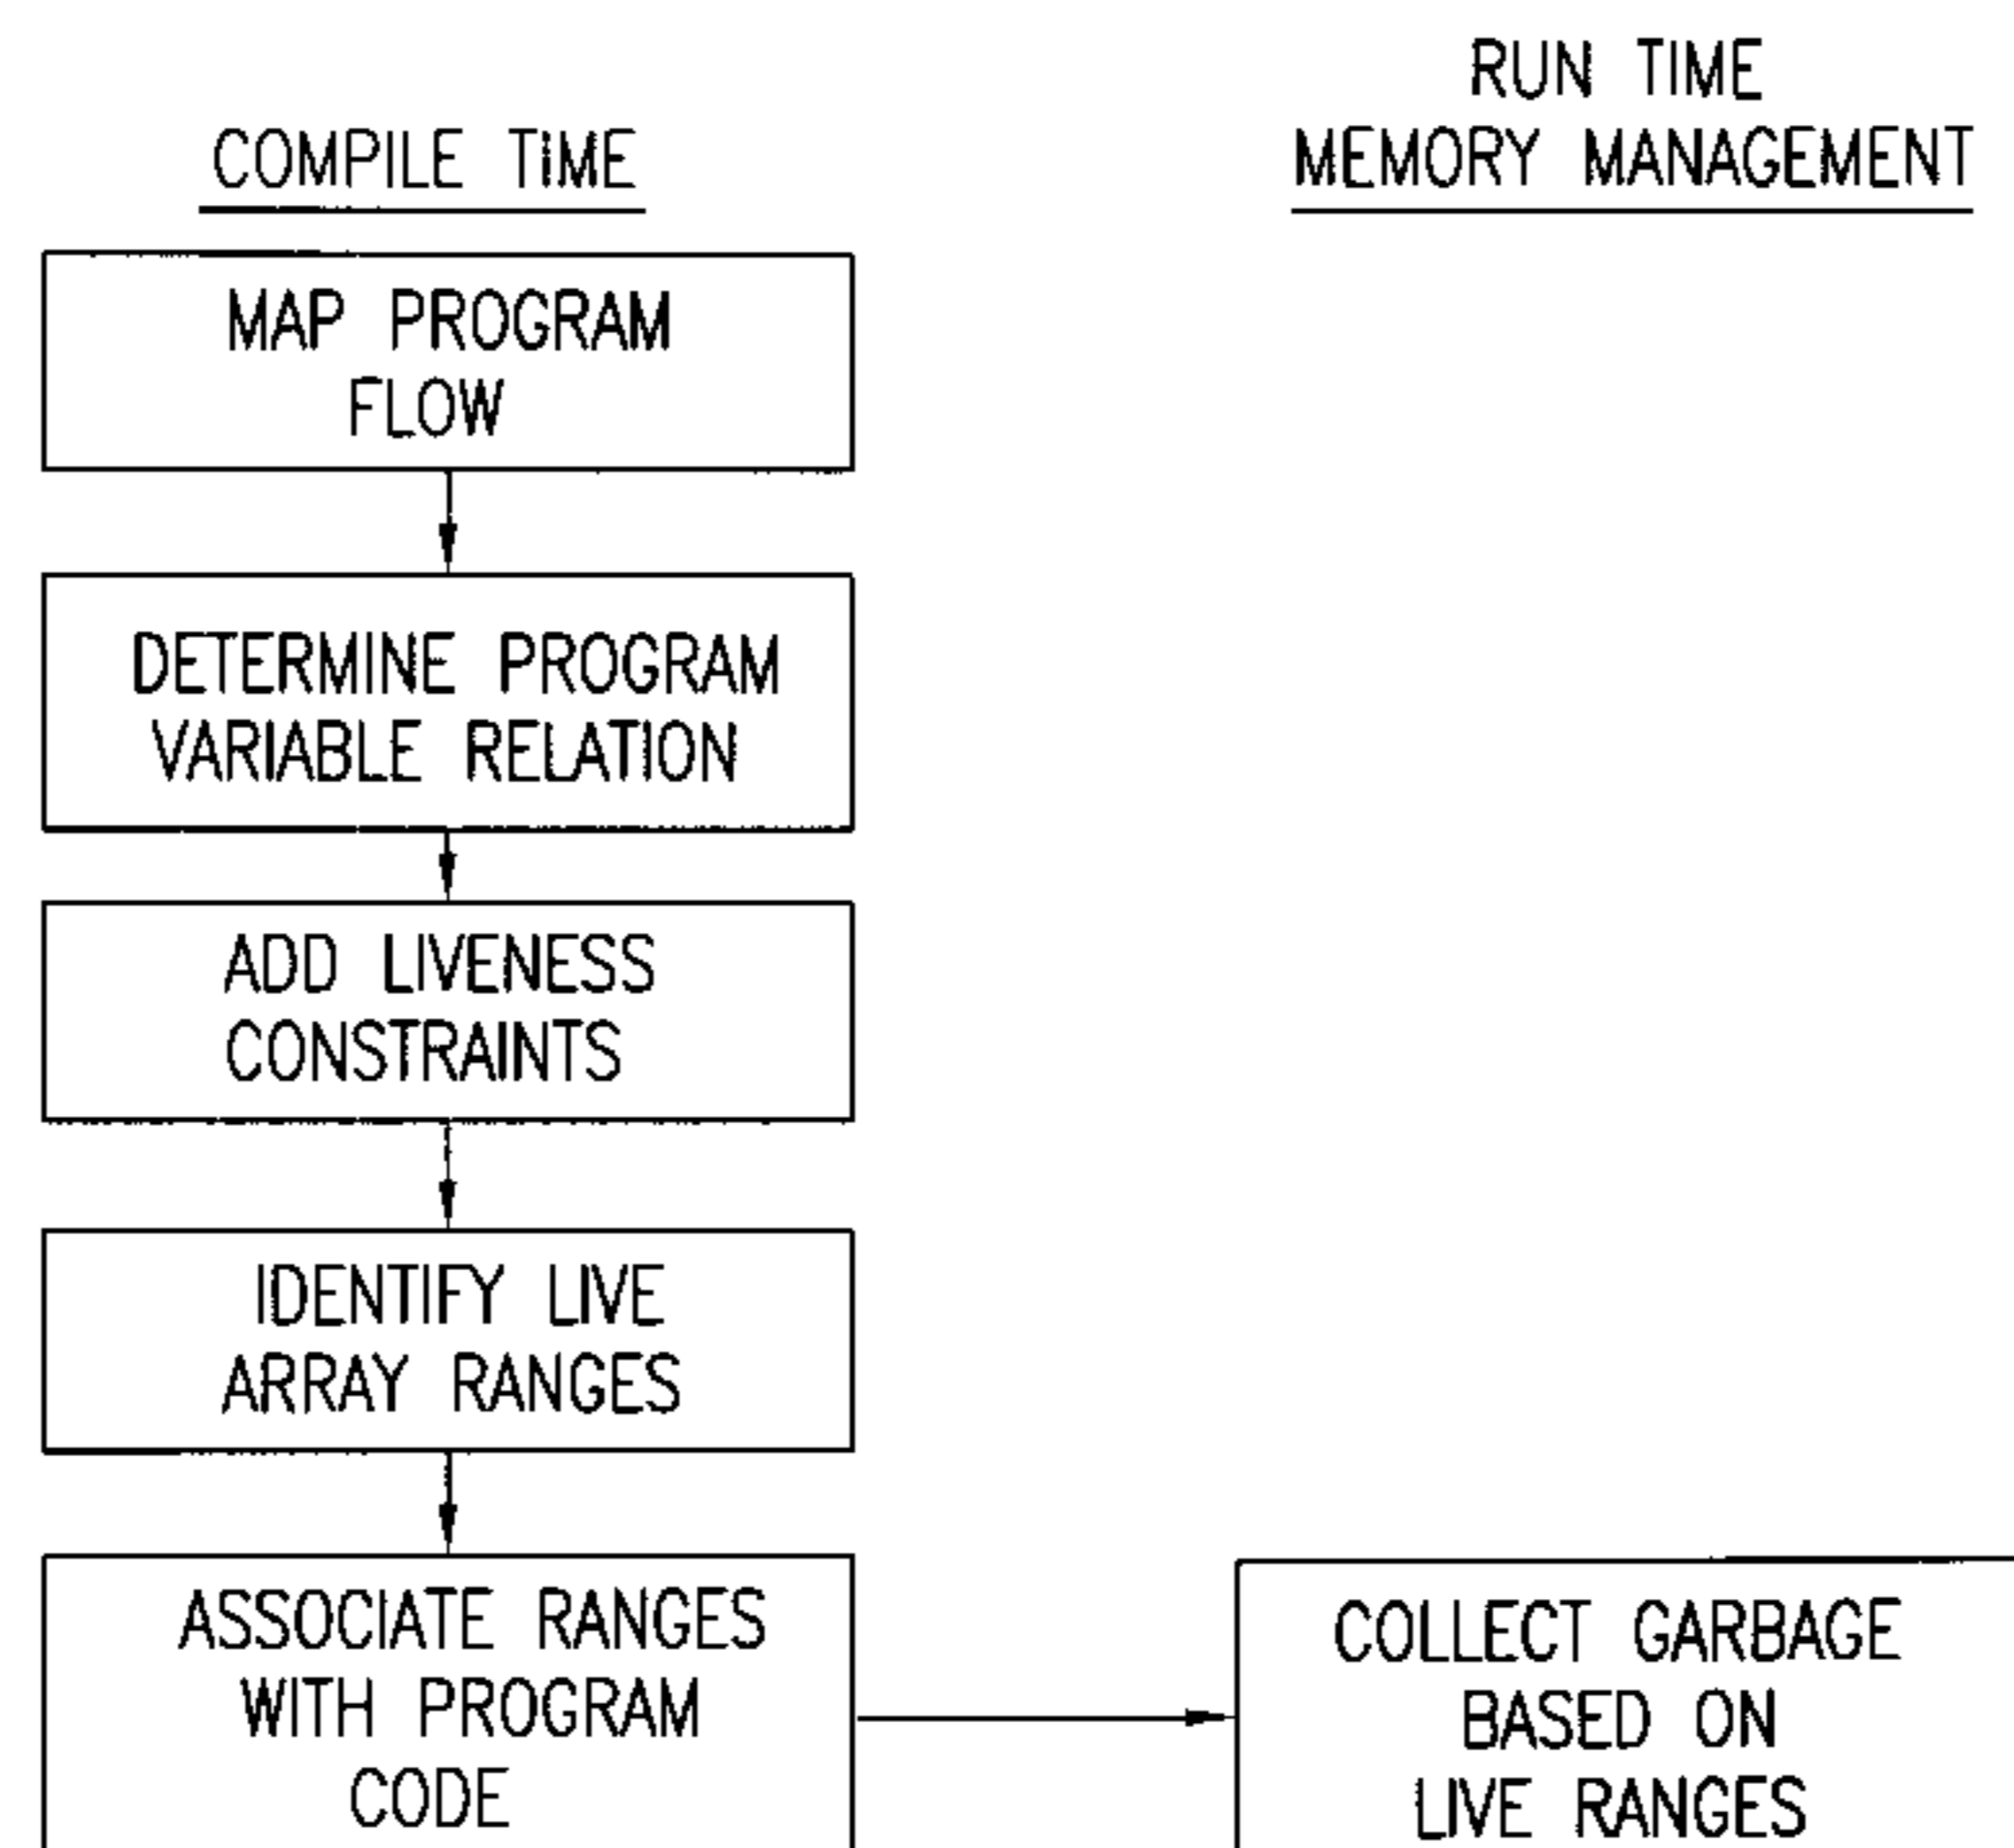 COMPILE TIME
RUN TIME
MEMORY MANAGEMENT
MAP PROGRAM
FLOW
DETERMINE PROGRAM
VARIABLE RELATION
ADD LIVENESS
CONSTRAINTS
IDENTIFY LIVE
ARRAY RANGES
ASSOCIATE RANGES
WITH PROGRAM
CODE
COLLECT GARBAGE
BASED ON
LIVE RANGES